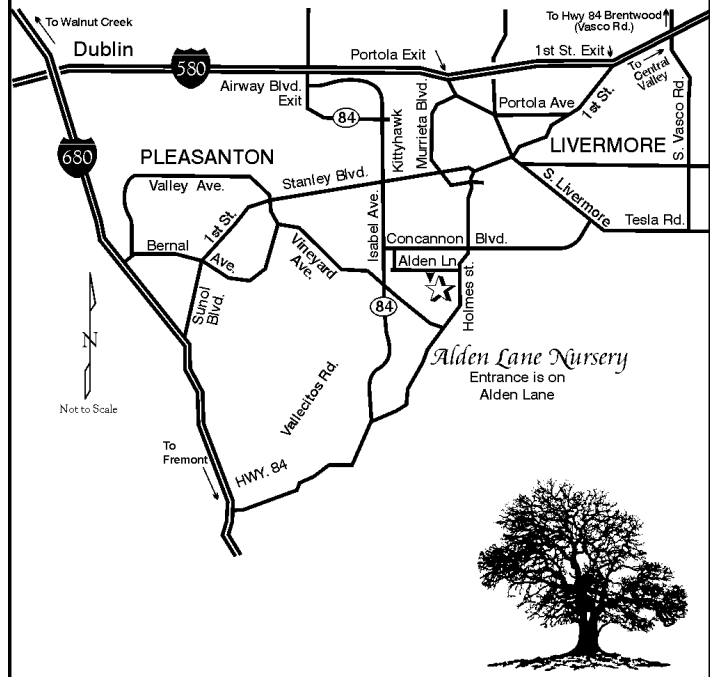 To Walnut Creek
Dublin
580
680
To Hwy 84 Brentwood
(Vasco Rd.)
Portola Exit
1st St. Exit
To
Central
Valley
Airway Blvd.
Exit
84
Kittyhawk
Murrieta Blvd.
Portola Ave.
1st St.
S. Vasco Rd.
LIVERMORE
PLEASANTON
Valley Ave.
Stanley Blvd.
S. Livermore
Tesla Rd.
1st St.
Bernal
Ave.
Vineyard
Ave.
Isabel Ave.
Concannon Blvd.
Alden Ln.
Holmes st.
84
Sunol
Blvd.
N
Not to Scale
Alden Lane Nursery
Entrance is on
Alden Lane
Vallecitos Rd.
To
Fremont
HWY. 84